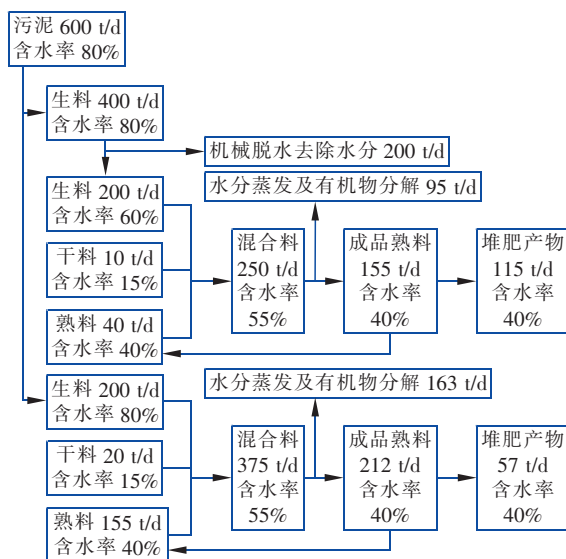 污泥 600 t/d
含水率 80%
生料 400 t/d
含水率 80%
机械脱水去除水分 200 t/d
水分蒸发及有机物分解 95 t/d
生料 200 t/d
含水率 60%
干料 10 t/d
含水率 15%
熟料 40 t/d
含水率 40%
混合料
250 t/d
含水率
55%
成品熟料
155 t/d
含水率
40%
堆肥产物
115 t/d
含水率
40%
生料 200 t/d
含水率 80%
水分蒸发及有机物分解 163 t/d
干料 20 t/d
含水率 15%
熟料 155 t/d
含水率 40%
混合料
375 t/d
含水率
55%
成品熟料
212 t/d
含水率
40%
堆肥产物
57 t/d
含水率
40%